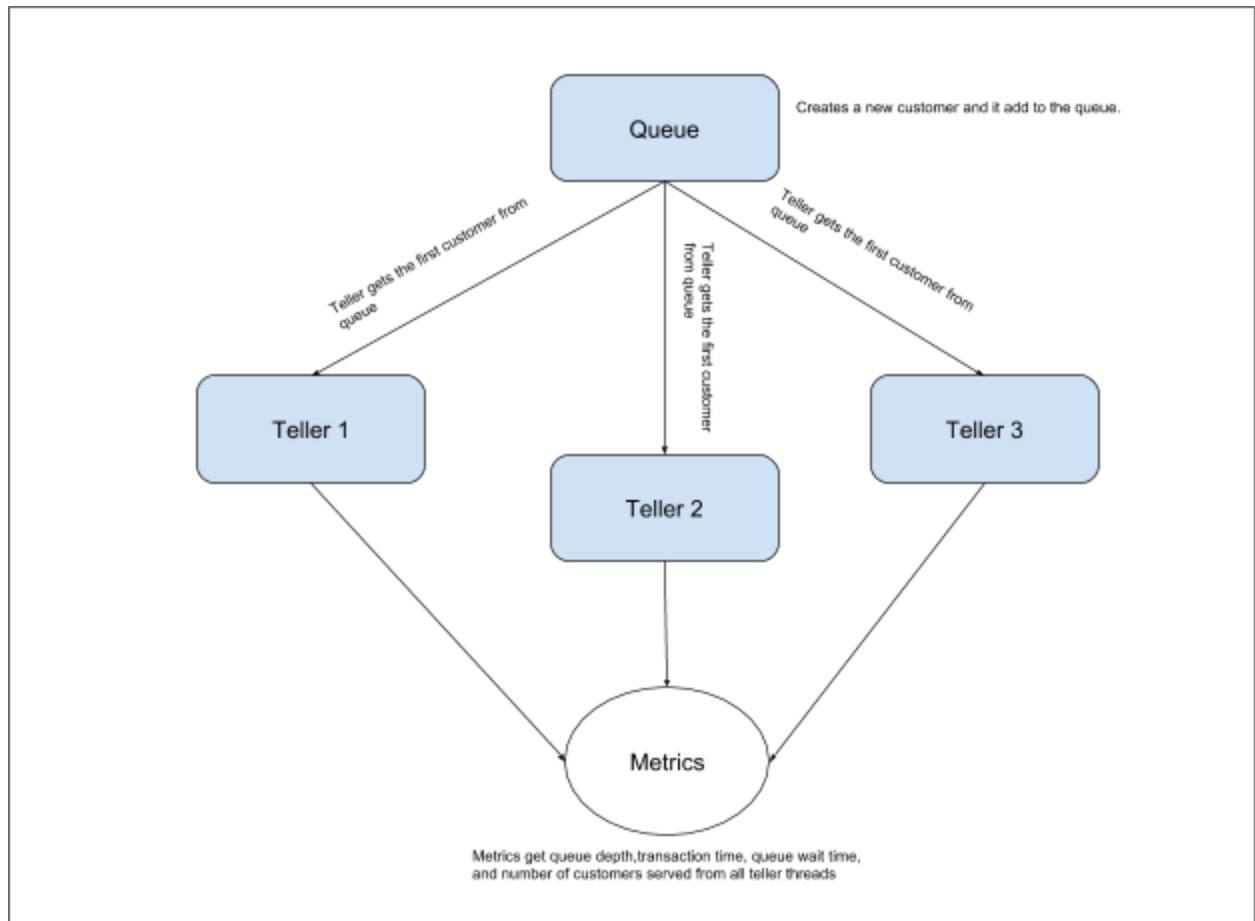 Queue
Creates a new customer and it add to the queue.
Teller gets the first customer from
queue
Teller gets the first customer
from queue
Teller gets the first customer from
queue
Teller 1
Teller 2
Teller 3
Metrics
Metrics get queue depth,transaction time, queue wait time,
and number of customers served from all teller threads